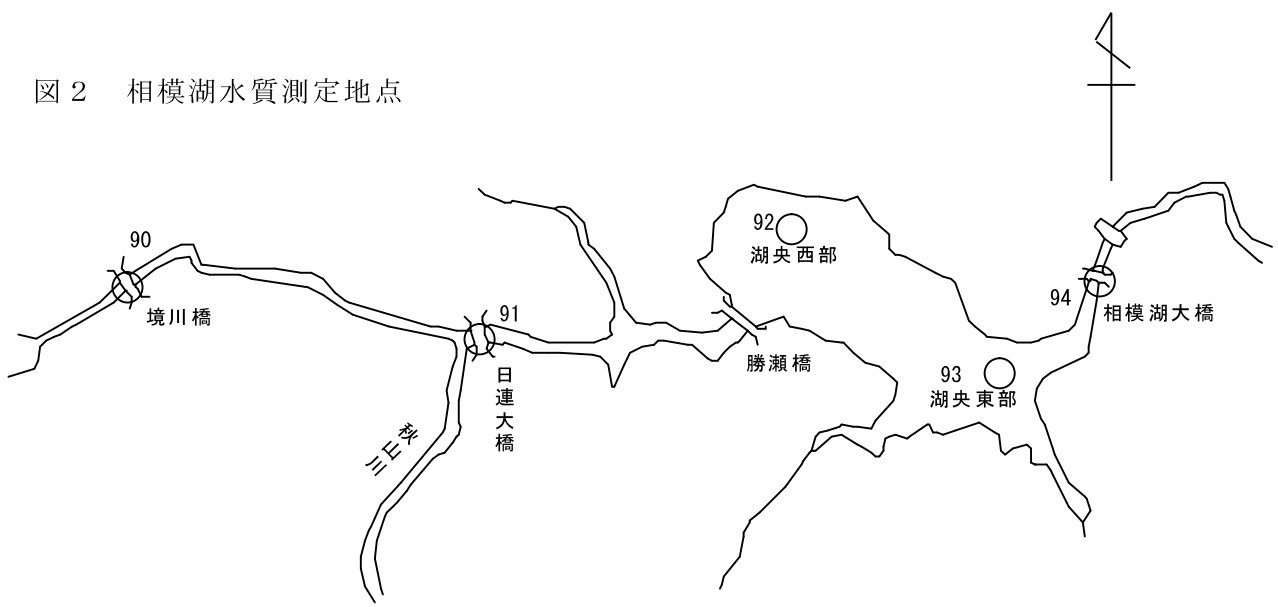 図２　相模湖水質測定地点
90
境川橋
91
日連大橋
秋山川
92
湖央西部
勝瀬橋
93
湖央東部
94
相模湖大橋